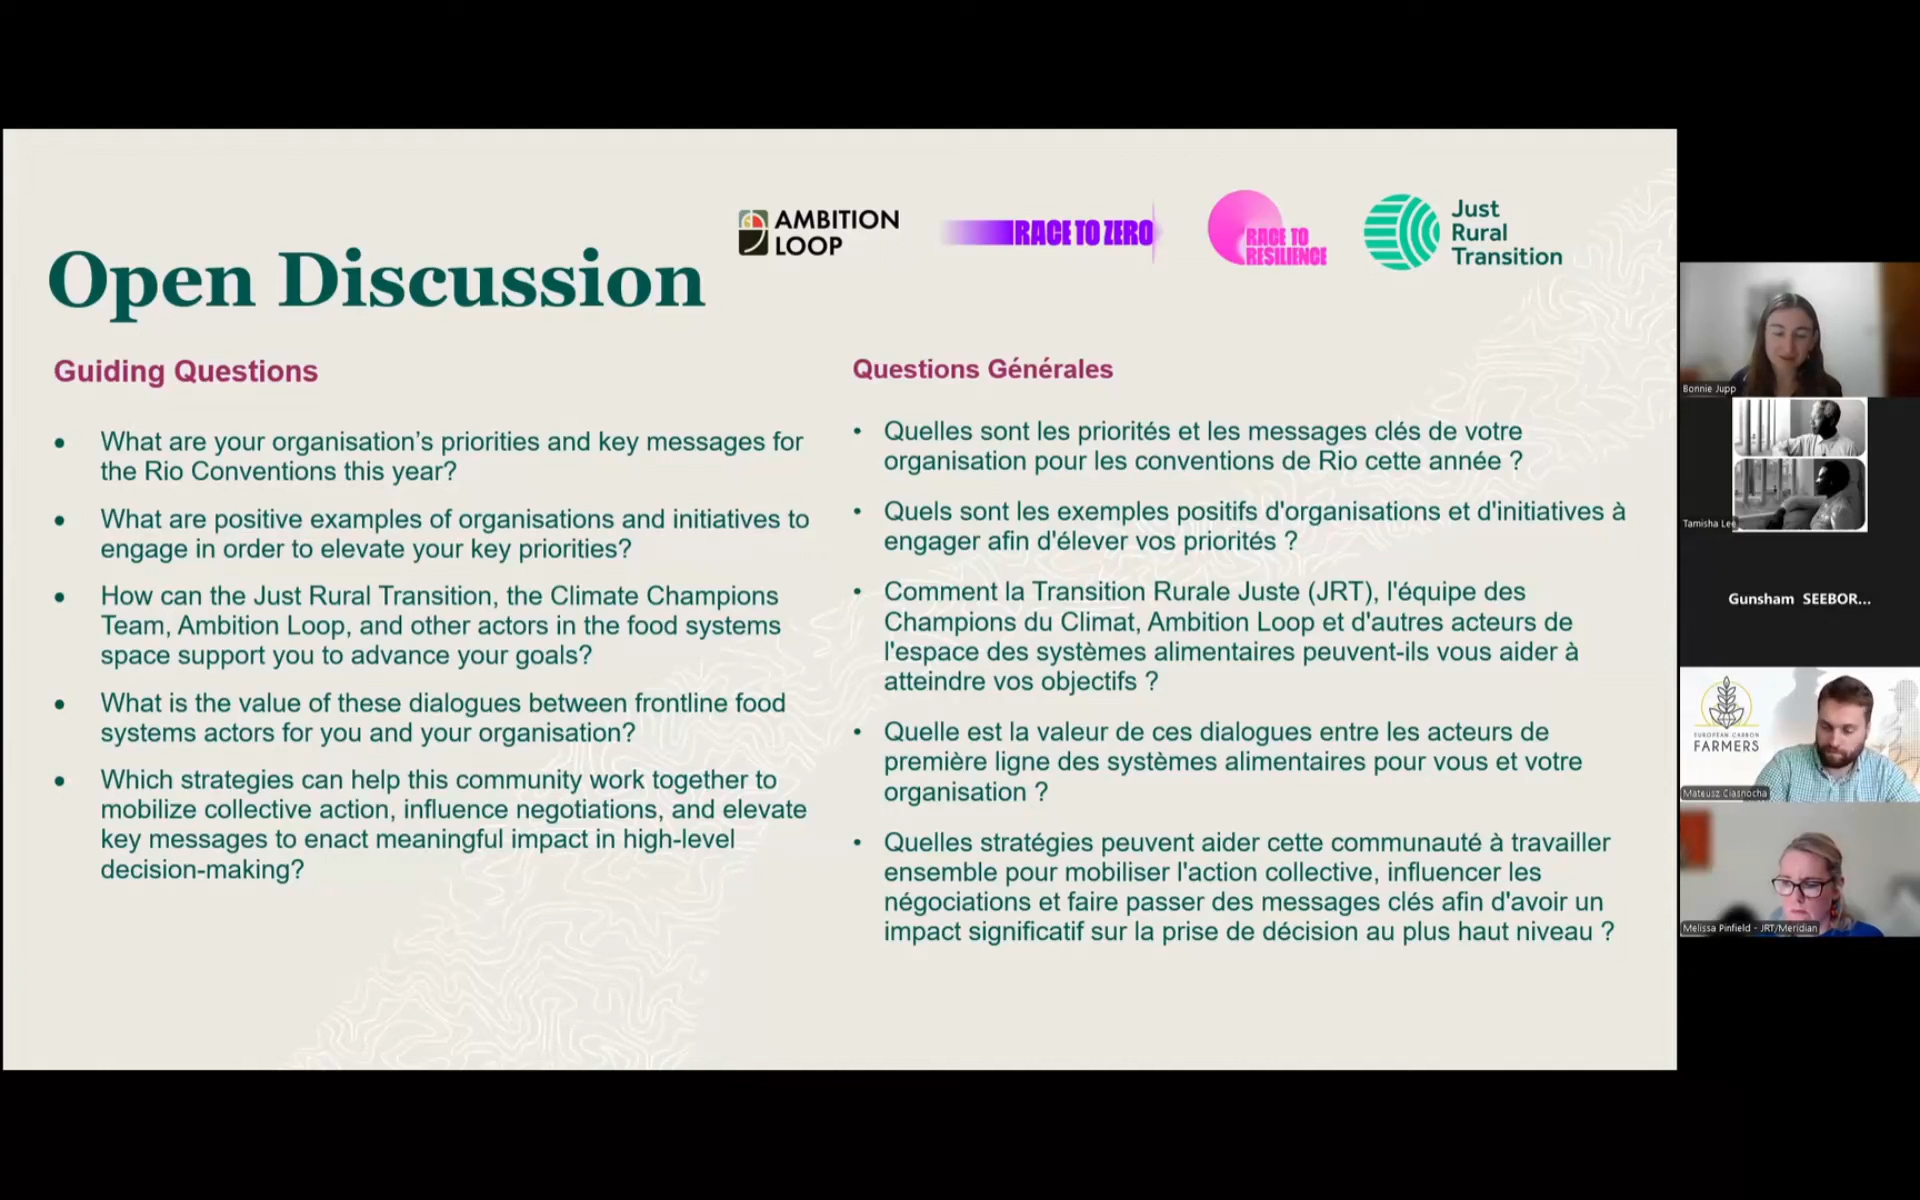 AMBITION
LOOP
RACE TO ZERO
RACE TO
RESILIENCE
Just
Rural
Transition
Open Discussion
Guiding Questions
• What are your organisation’s priorities and key messages for
the Rio Conventions this year?
• What are positive examples of organisations and initiatives to
engage in order to elevate your key priorities?
• How can the Just Rural Transition, the Climate Champions
Team, Ambition Loop, and other actors in the food systems
space support you to advance your goals?
• What is the value of these dialogues between frontline food
systems actors for you and your organisation?
• Which strategies can help this community work together to
mobilize collective action, influence negotiations, and elevate
key messages to enact meaningful impact in high-level
decision-making?
Questions Générales
• Quelles sont les priorités et les messages clés de votre
organisation pour les conventions de Rio cette année ?
• Quels sont les exemples positifs d'organisations et d'initiatives à
engager afin d'élever vos priorités ?
• Comment la Transition Rurale Juste (JRT), l'équipe des
Champions du Climat, Ambition Loop et d'autres acteurs de
l'espace des systèmes alimentaires peuvent-ils vous aider à
atteindre vos objectifs ?
• Quelle est la valeur de ces dialogues entre les acteurs de
première ligne des systèmes alimentaires pour vous et votre
organisation ?
• Quelles stratégies peuvent aider cette communauté à travailler
ensemble pour mobiliser l'action collective, influencer les
négociations et faire passer des messages clés afin d'avoir un
impact significatif sur la prise de décision au plus haut niveau ?
Bonnie Jupp
Tamisha Lee
Gunsham SEEBOR...
EUROPEAN CARBON
FARMERS
Mateusz Ciasnocha
Melissa Pinfield - JRT/Meridian